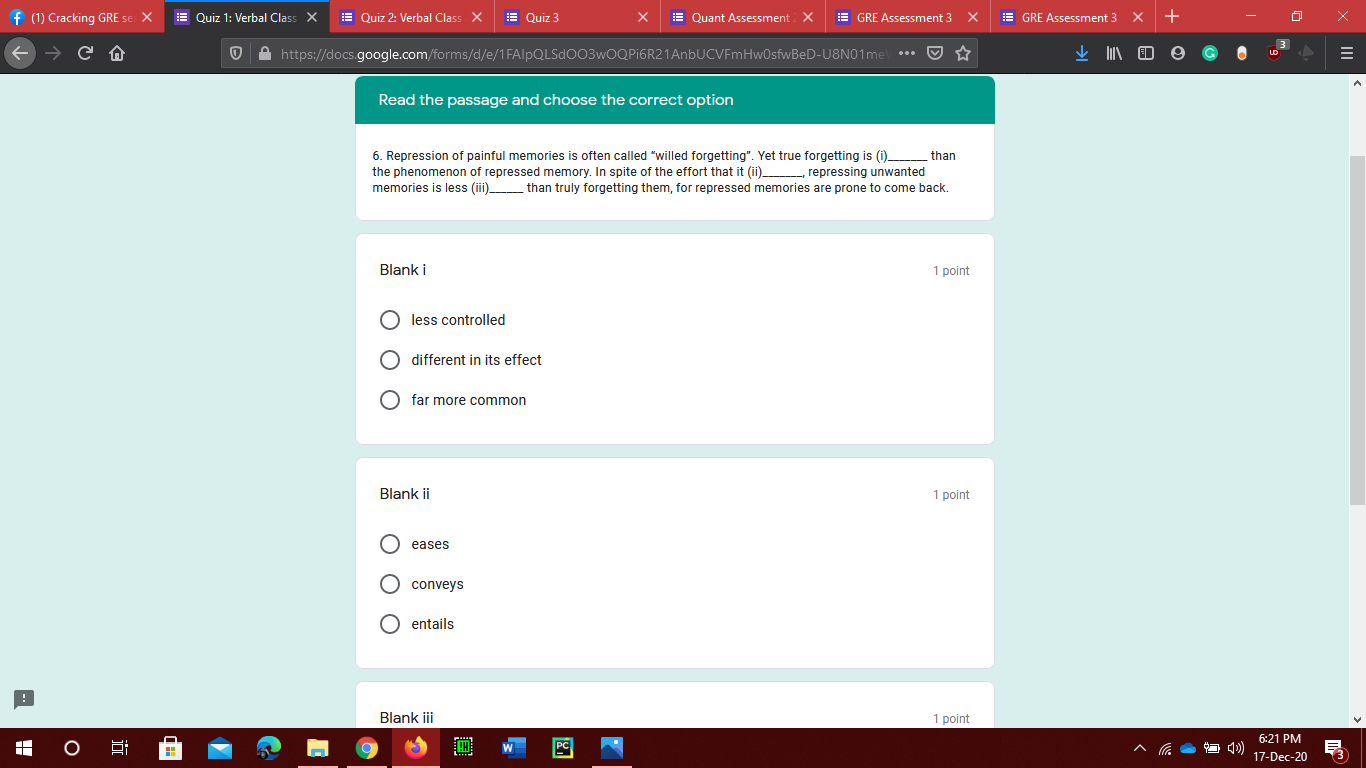 (1) Cracking GRE se
Quiz 1: Verbal Class
Quiz 2: Verbal Class
Quiz 3
Quant Assessment
GRE Assessment 3
GRE Assessment 3
https://docs.google.com/forms/d/e/1FAIpQLSdOO3wOQPi6R21AnbUCVFmHw0sfwBeD-U8N01me
3
Read the passage and choose the correct option
6. Repression of painful memories is often called “willed forgetting”. Yet true forgetting is (i)_______ than
the phenomenon of repressed memory. In spite of the effort that it (ii)_______, repressing unwanted
memories is less (iii)______ than truly forgetting them, for repressed memories are prone to come back.
Blank i
1 point
less controlled
different in its effect
far more common
Blank ii
1 point
eases
conveys
entails
Blank iii
1 point
6:21 PM
17-Dec-20
3